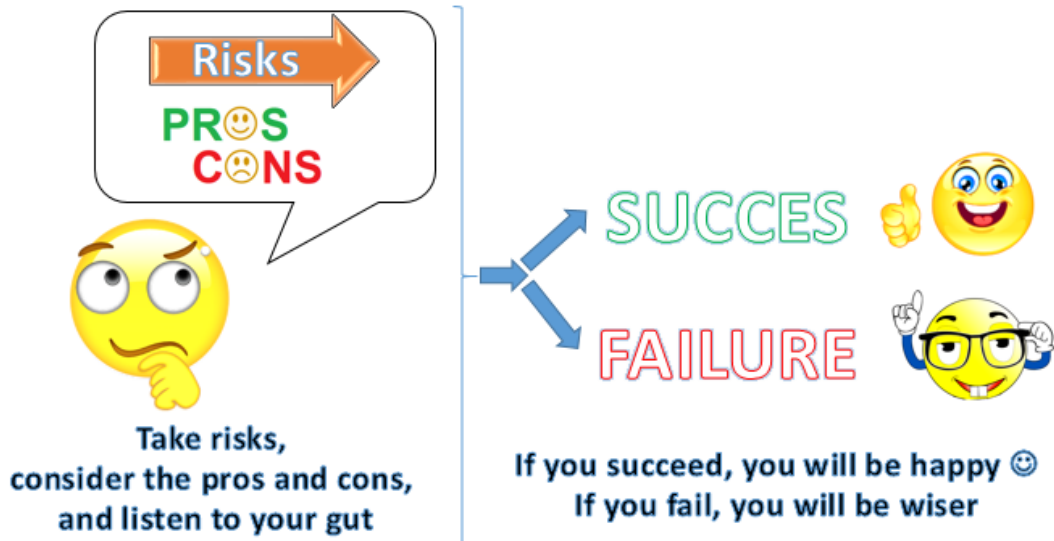 Risks
PROS
CONS
Take risks,
consider the pros and cons,
and listen to your gut
SUCCES
FAILURE
If you succeed, you will be happy ☺
If you fail, you will be wiser